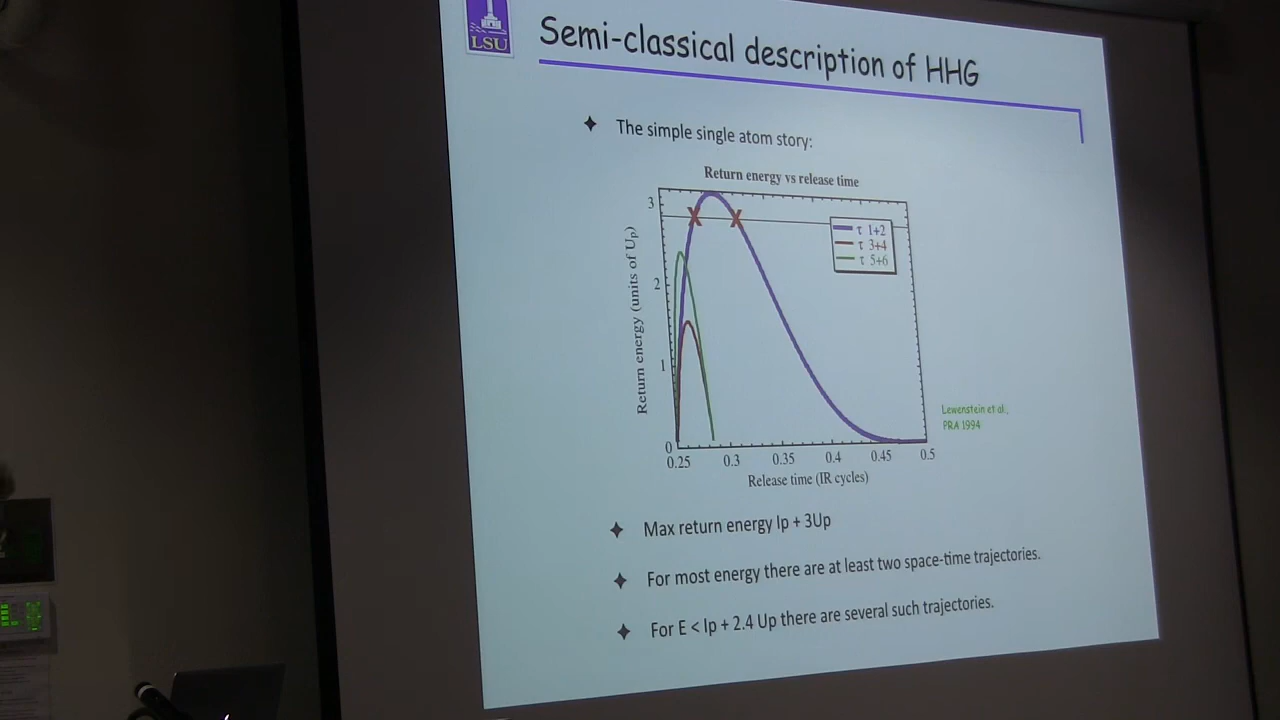 LSU
Semi-classical description of HHG
The simple single atom story:
Return energy vs release time
Return energy (units of Up)
3
2
1
0
τ 1+2
τ 3+4
τ 5+6
0.25 0.3 0.35 0.4 0.45 0.5
Release time (IR cycles)
Lewenstein et al,
PRA 1994
Max return energy Ip + 3Up
For most energy there are at least two space-time trajectories.
For E < Ip + 2.4 Up there are several such trajectories.